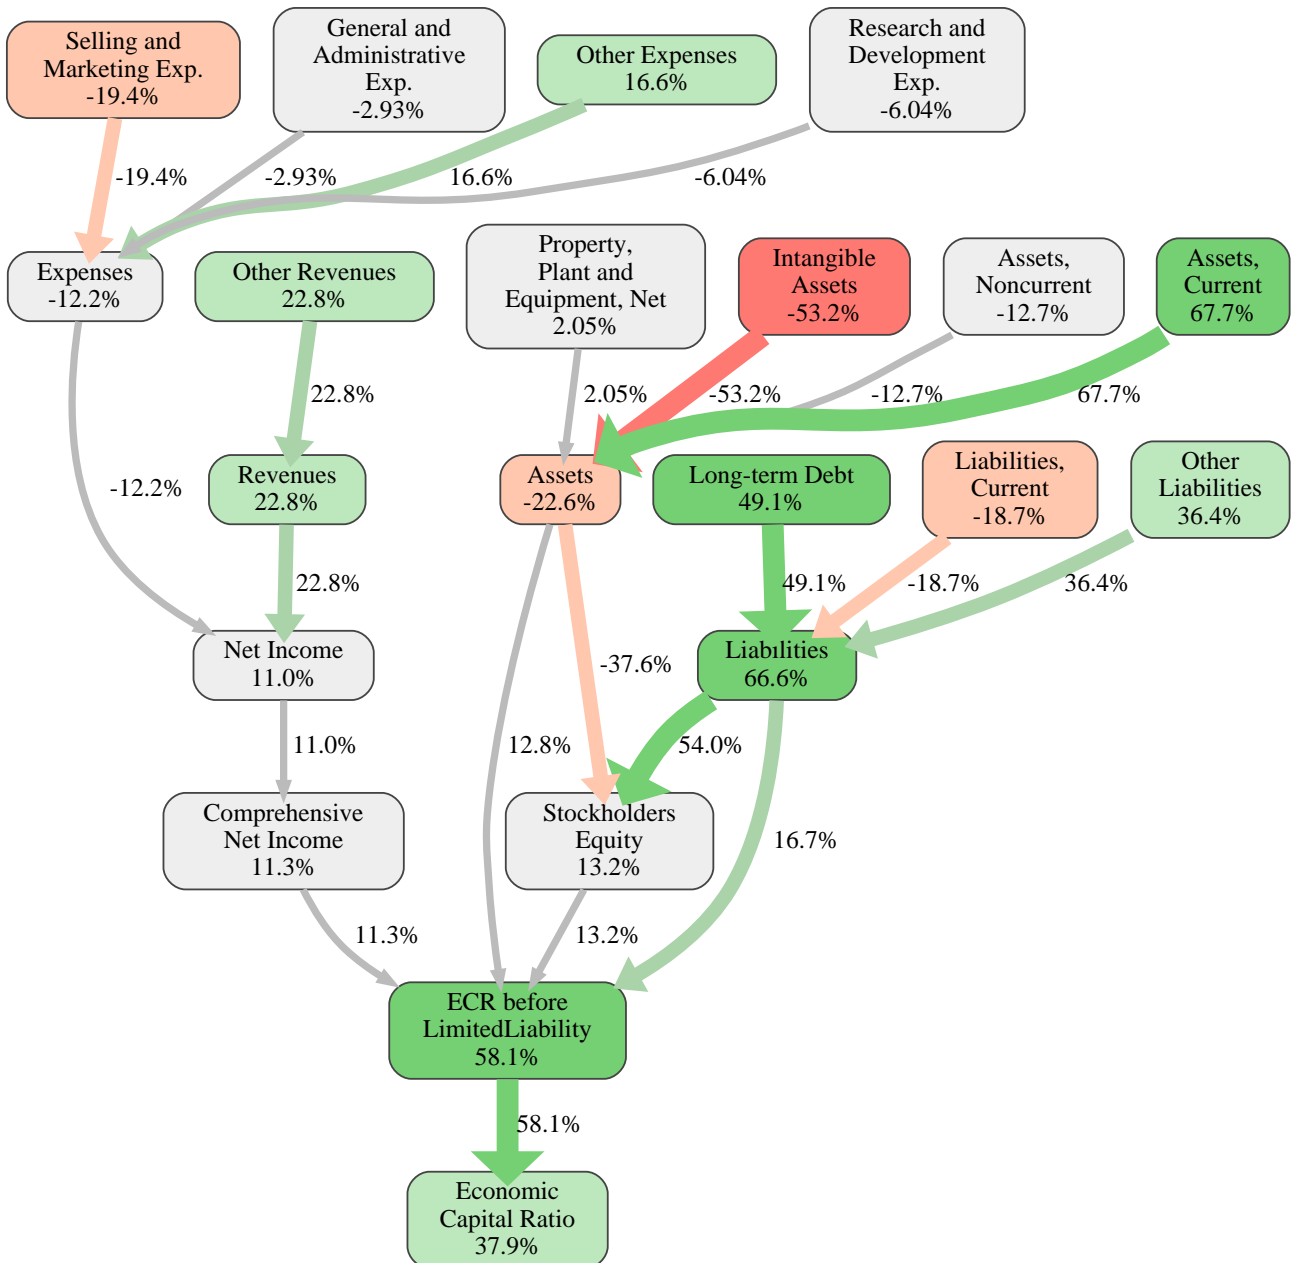 Selling and
Marketing Exp.
-19.4%
General and
Administrative
Exp.
-2.93%
Other Expenses
16.6%
Research and
Development
Exp.
-6.04%
-19.4%
-2.93%
16.6%
-6.04%
Expenses
-12.2%
Other Revenues
22.8%
Property,
Plant and
Equipment, Net
2.05%
Intangible
Assets
-53.2%
Assets,
Noncurrent
-12.7%
Assets,
Current
67.7%
22.8%
2.05%
-53.2%
-12.7%
67.7%
-12.2%
Revenues
22.8%
Assets
-22.6%
Long-term Debt
49.1%
Liabilities,
Current
-18.7%
Other
Liabilities
36.4%
22.8%
49.1%
-18.7%
36.4%
Net Income
11.0%
-37.6%
Liabilities
66.6%
11.0%
12.8%
54.0%
Comprehensive
Net Income
11.3%
Stockholders
Equity
13.2%
16.7%
11.3%
13.2%
ECR before
LimitedLiability
58.1%
58.1%
Economic
Capital Ratio
37.9%